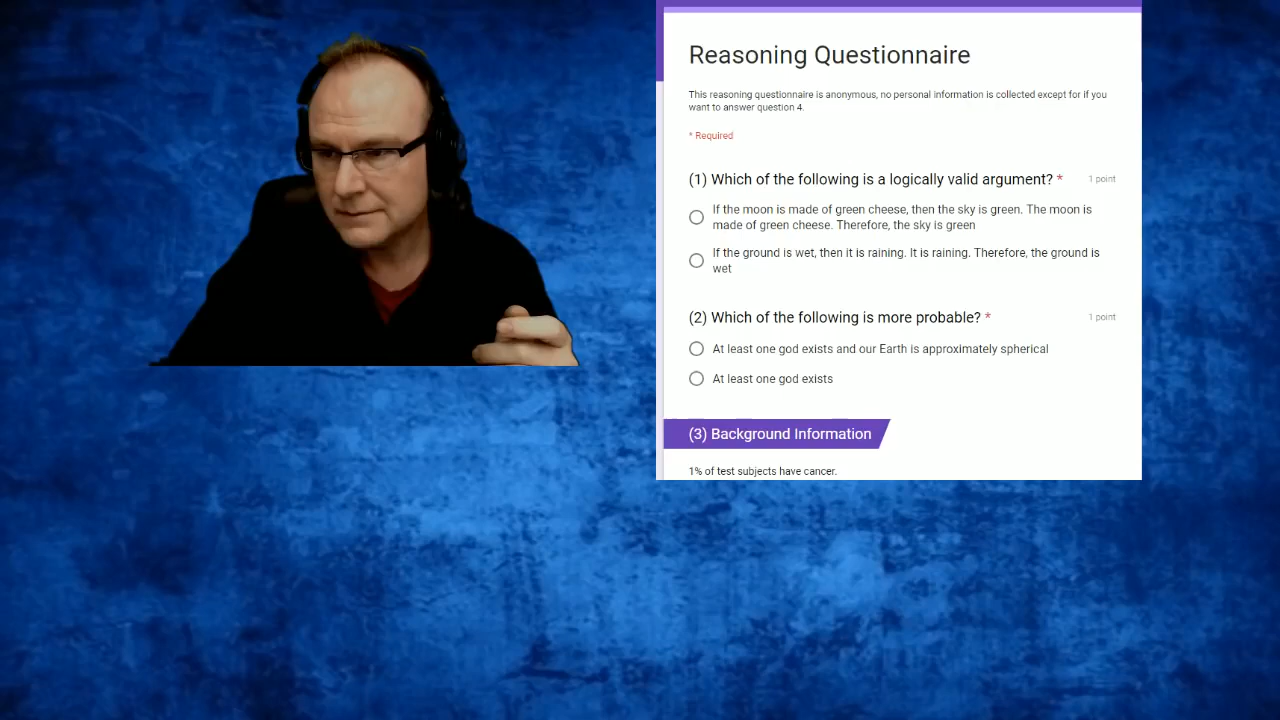 Reasoning Questionnaire
This reasoning questionnaire is anonymous, no personal information is collected except for if you
want to answer question 4.
* Required
(1) Which of the following is a logically valid argument? * 1 point
If the moon is made of green cheese, then the sky is green. The moon is
made of green cheese. Therefore, the sky is green
If the ground is wet, then it is raining. It is raining. Therefore, the ground is
wet
(2) Which of the following is more probable? * 1 point
At least one god exists and our Earth is approximately spherical
At least one god exists
(3) Background Information
1% of test subjects have cancer.